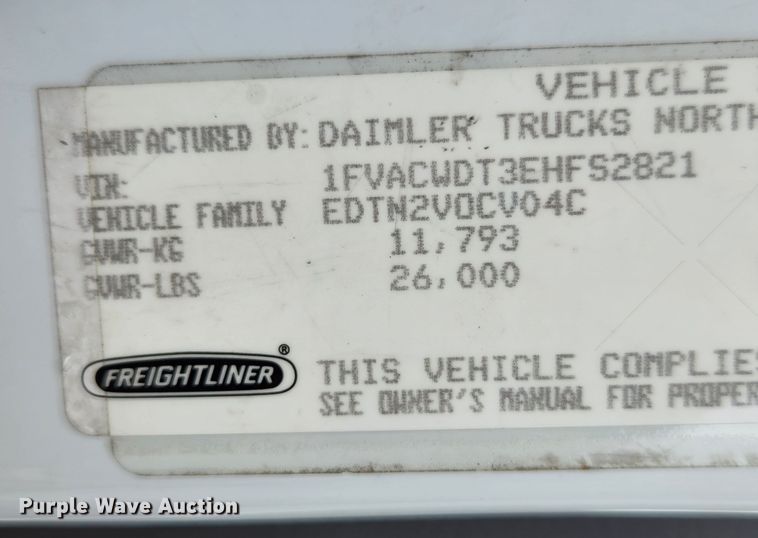 VEHICLE
MANUFACTURED BY: DAIMLER TRUCKS NORTH
VIN: 1FVACWDT3EHFS2821
VEHICLE FAMILY EDTN2VOCV04C
GVWR-KG 11,793
GVWR-LBS 26,000
FREIGHTLINER®
THIS VEHICLE COMPLIES
SEE OWNER'S MANUAL FOR PROPER
Purple Wave Auction